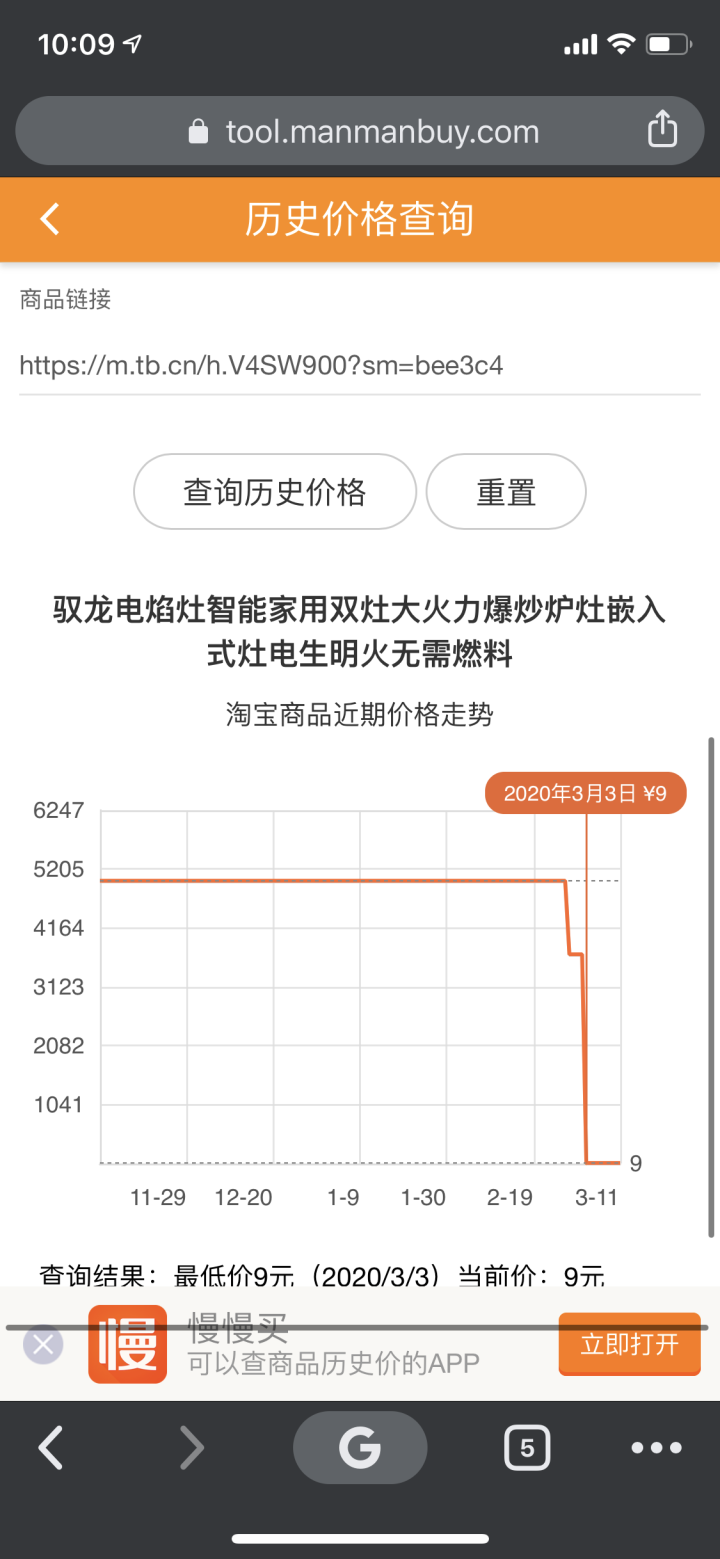 10:09
tool.manmanbuy.com
历史价格查询
商品链接
https://m.tb.cn/h.V4SW900?sm=bee3c4
查询历史价格
重置
驭龙电焰灶智能家用双灶大火力爆炒炉灶嵌入
式灶电生明火无需燃料
淘宝商品近期价格走势
2020年3月3日 ¥9
6247
5205
4164
3123
2082
1041
9
11-29 12-20 1-9 1-30 2-19 3-11
查询结果：最低价9元（2020/3/3）当前价：9元
慢
慢慢买
可以查商品历史价的APP
立即打开
G
5